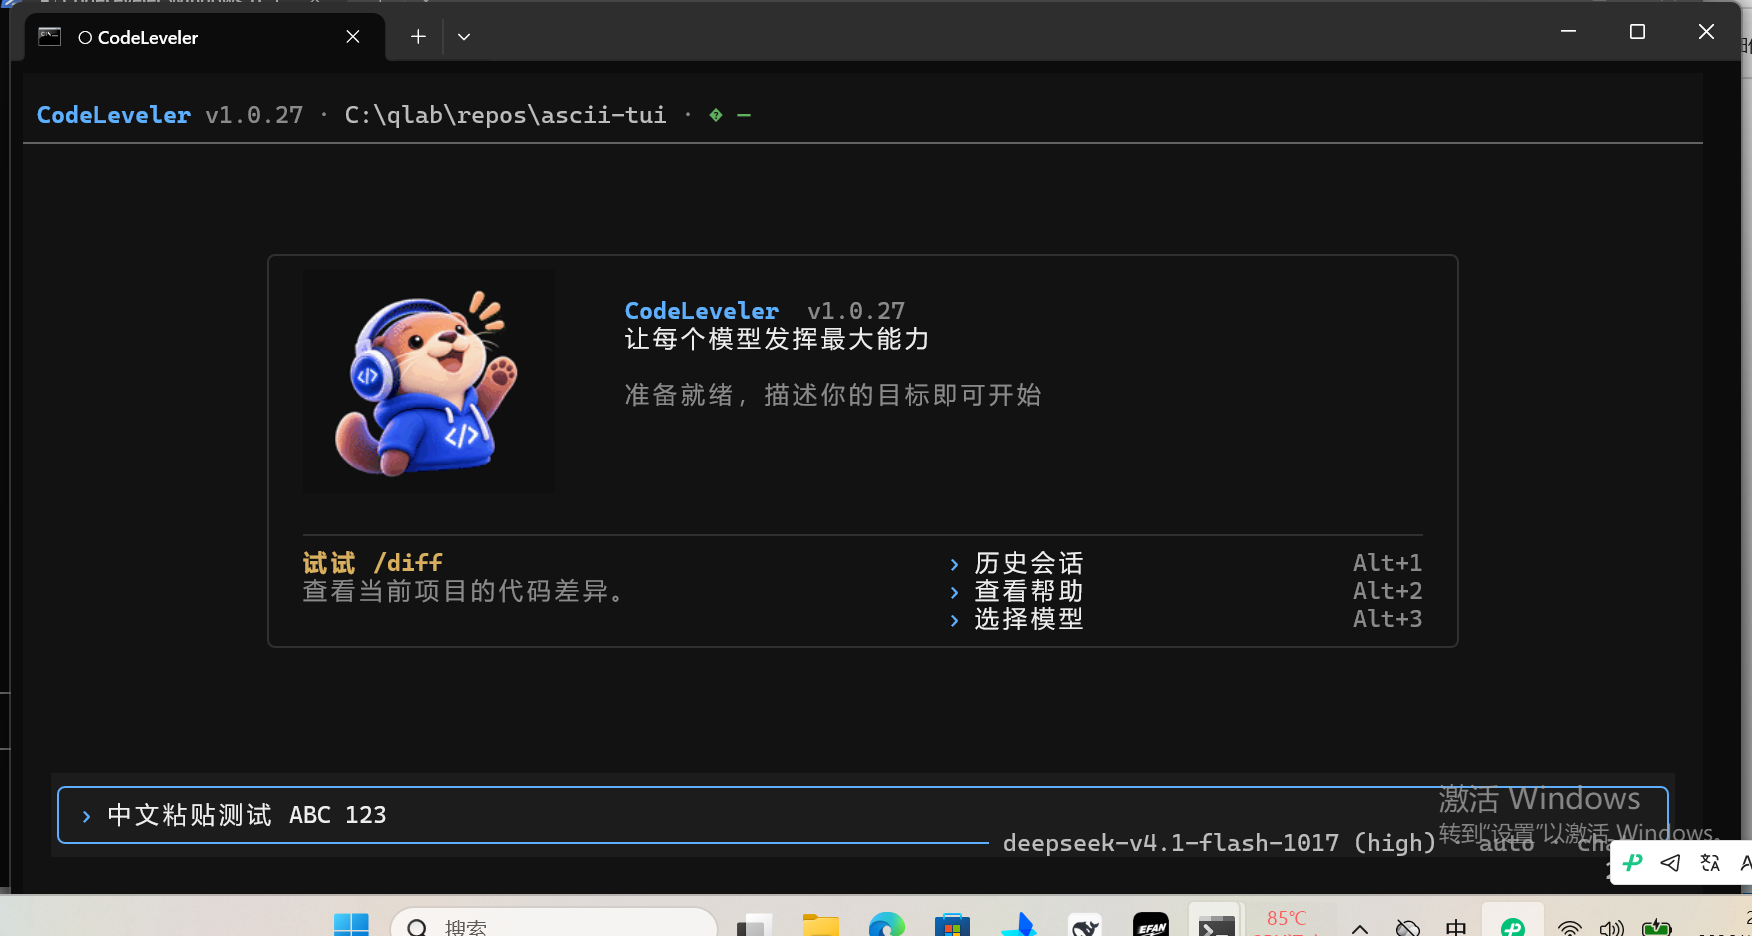 CodeLeveler
CodeLeveler v1.0.27 · C:\qlab\repos\ascii-tui · � —
CodeLeveler v1.0.27
让每个模型发挥最大能力
准备就绪，描述你的目标即可开始
试试 /diff
查看当前项目的代码差异。
› 历史会话 Alt+1
› 查看帮助 Alt+2
› 选择模型 Alt+3
› 中文粘贴测试 ABC 123
deepseek-v4.1-flash-1017 (high) · auto ·
激活 Windows
转到“设置”以激活 Windows。
搜索
EFAN
85℃
中